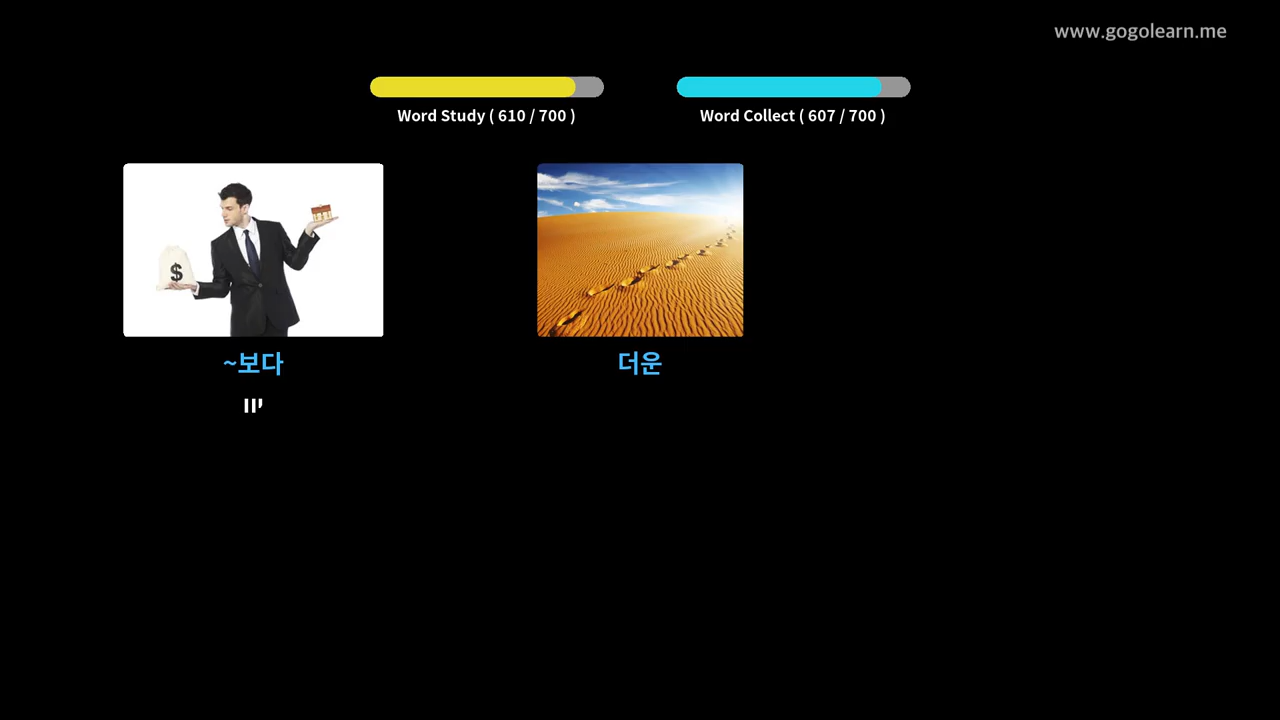 www.gogolearn.me
Word Study ( 610 / 700 )
Word Collect ( 607 / 700 )
$
~보다
더운